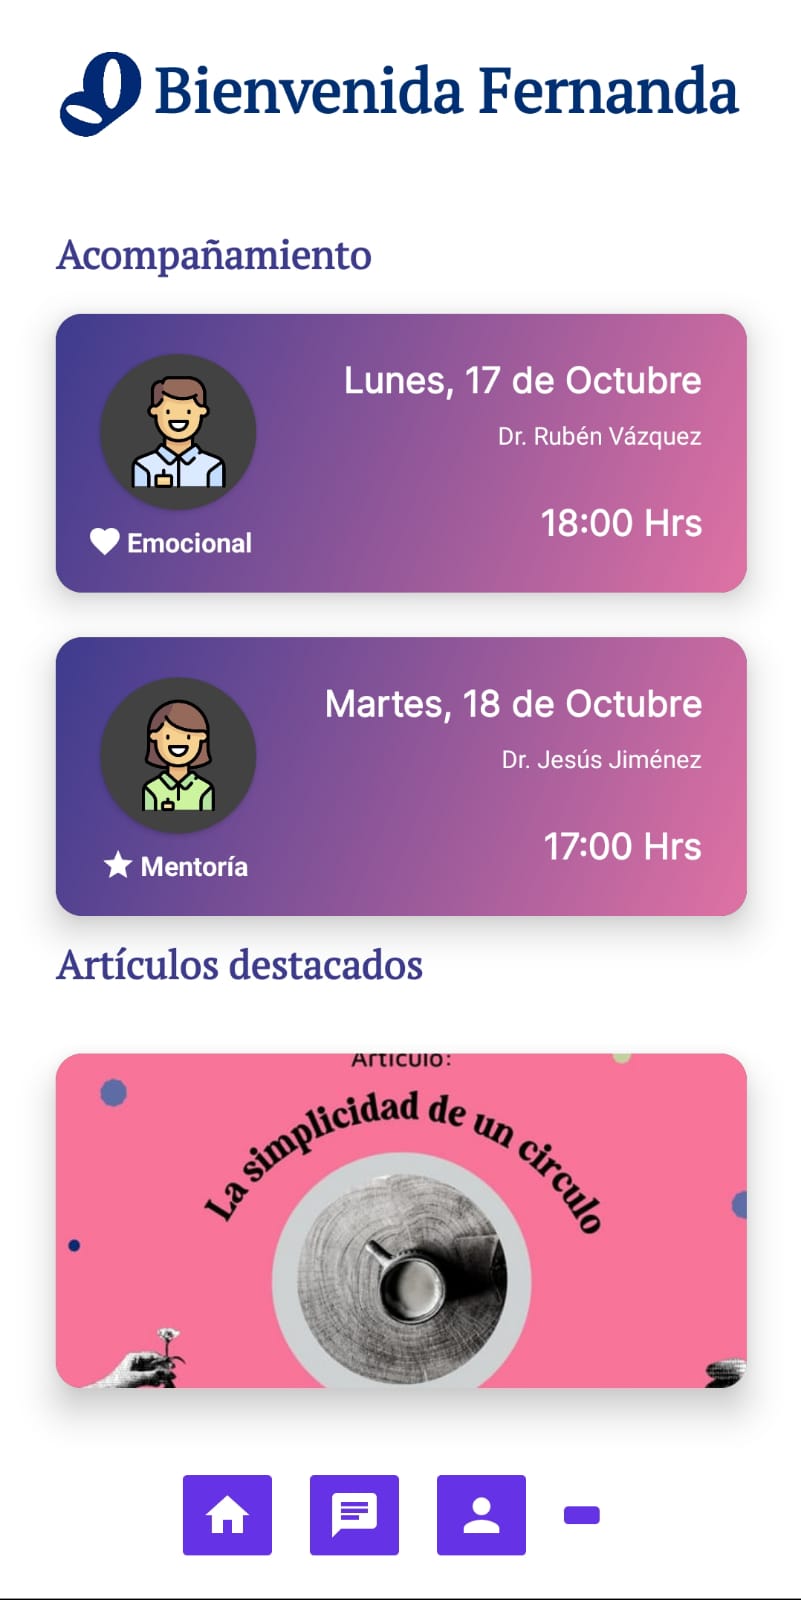 Bienvenida Fernanda
Acompañamiento
Lunes, 17 de Octubre
Dr. Rubén Vázquez
18:00 Hrs
Emocional
Martes, 18 de Octubre
Dr. Jesús Jiménez
17:00 Hrs
Mentoría
Artículos destacados
Artículo:
La simplicidad de un circulo